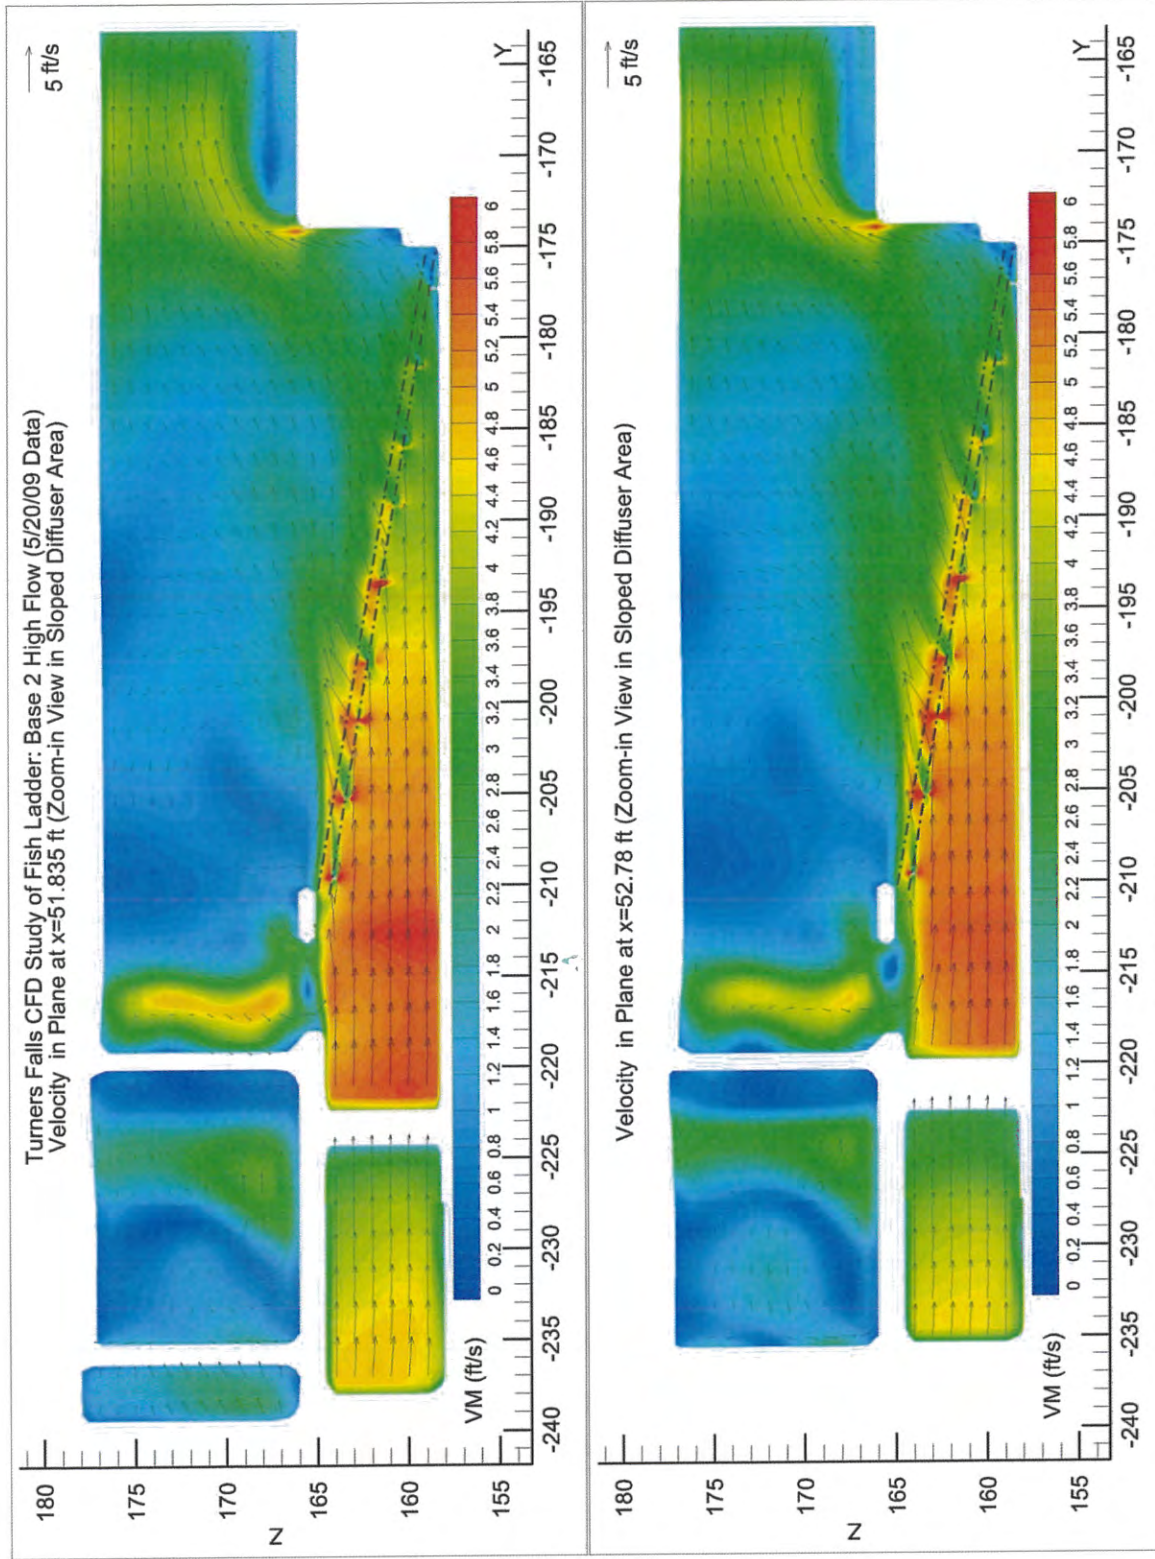 Turners Falls CFD Study of Fish Ladder: Base 2 High Flow (5/20/09 Data)
Velocity in Plane at x=51.835 ft (Zoom-in View in Sloped Diffuser Area)
5 ft/s
180
175
170
165
160
155
Z
VM (ft/s)
0 0.2 0.4 0.6 0.8 1 1.2 1.4 1.6 1.8 2 2.2 2.4 2.6 2.8 3 3.2 3.4 3.6 3.8 4 4.2 4.4 4.6 4.8 5 5.2 5.4 5.6 5.8 6
-240 -235 -230 -225 -220 -215 -210 -205 -200 -195 -190 -185 -180 -175 -170 -165
Y
Velocity in Plane at x=52.78 ft (Zoom-in View in Sloped Diffuser Area)
5 ft/s
180
175
170
165
160
155
Z
VM (ft/s)
0 0.2 0.4 0.6 0.8 1 1.2 1.4 1.6 1.8 2 2.2 2.4 2.6 2.8 3 3.2 3.4 3.6 3.8 4 4.2 4.4 4.6 4.8 5 5.2 5.4 5.6 5.8 6
-240 -235 -230 -225 -220 -215 -210 -205 -200 -195 -190 -185 -180 -175 -170 -165
Y